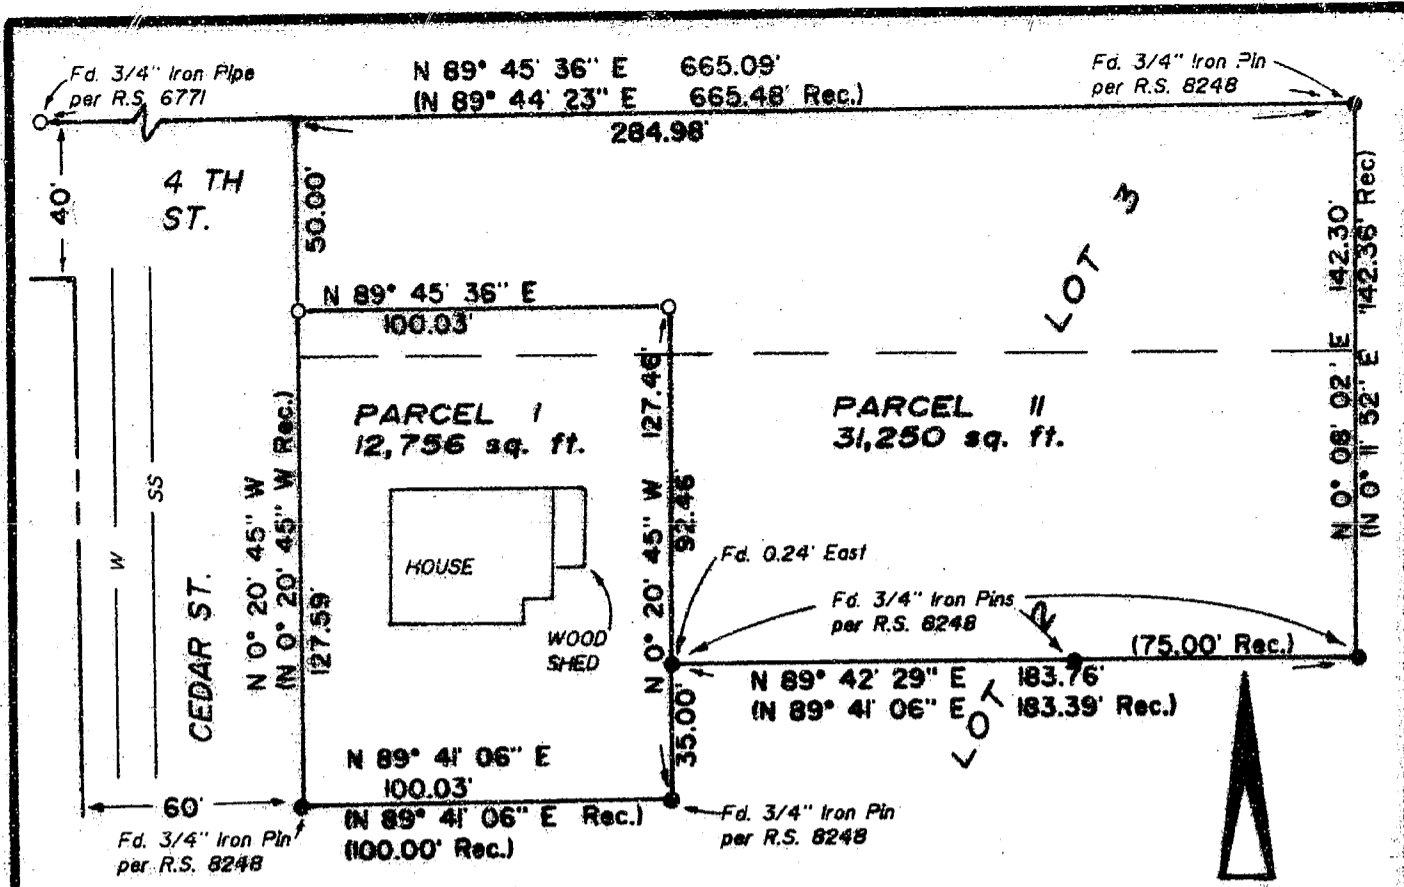 Fd. 3/4" Iron Pipe
per R.S. 6771
N 89° 45' 36" E 665.09'
(N 89° 44' 23" E 665.48' Rec.)
284.98'
Fd. 3/4" Iron Pin
per R.S. 8248
40'
4 TH
ST.
50.00'
LOT 3
142.30'
142.36' Rec)
N 0° 08' 02' E
(N 0° 11' 52' E
N 89° 45' 36" E
100.03'
PARCEL I
12,756 sq. ft.
127.46'
N 0° 20' 45" W
92.46
PARCEL II
31,250 sq. ft.
W
SS
CEDAR ST.
N 0° 20' 45" W
(N 0° 20' 45" W Rec.)
127.59'
HOUSE
WOOD
SHED
Fd. 0.24' East
Fd. 3/4" Iron Pins
per R.S. 8248
(75.00' Rec.)
N 89° 42' 29" E 183.76'
(N 89° 41' 06" E 183.39' Rec.)
LOT 2
35.00'
N 89° 41' 06" E
100.03'
(N 89° 41' 06" E Rec.)
(100.00' Rec.)
60'
Fd. 3/4" Iron Pin
per R.S. 8248
Fd. 3/4" Iron Pin
per R.S. 8248